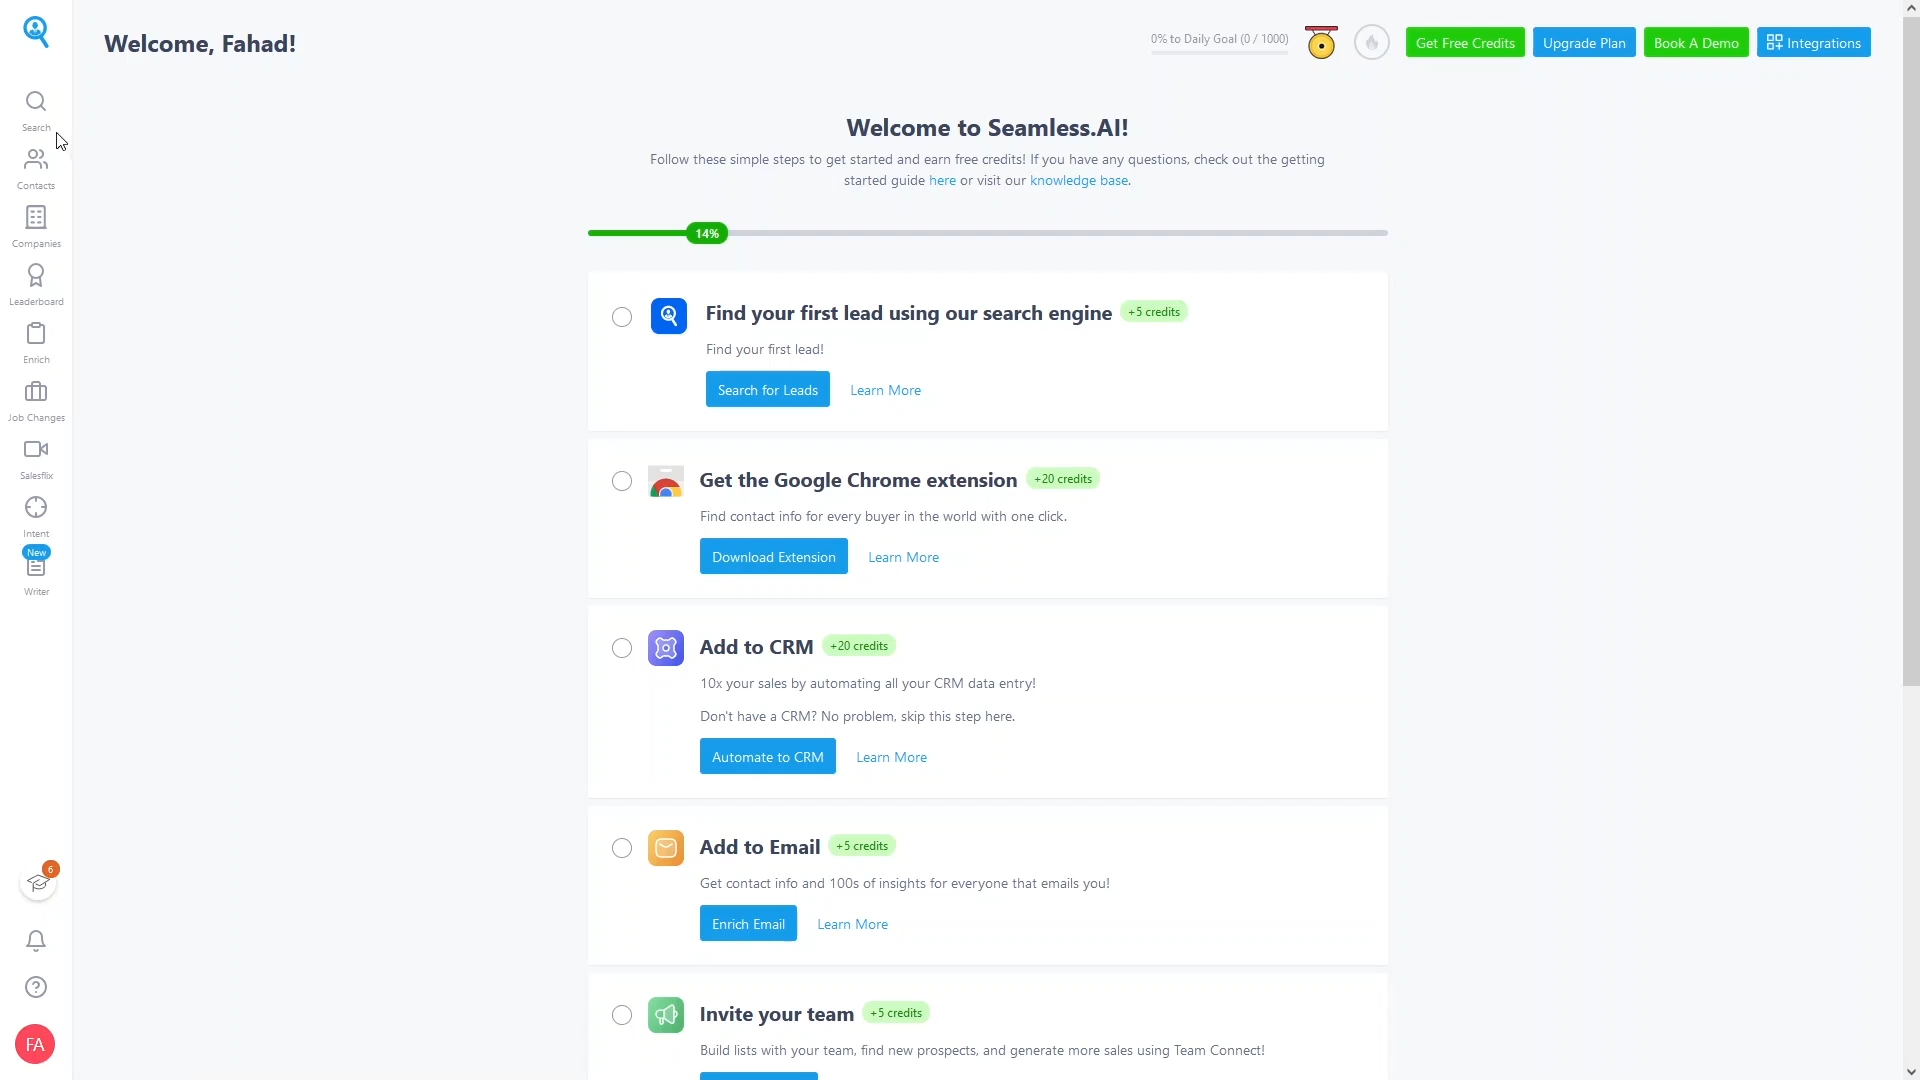 Welcome, Fahad!
0% to Daily Goal (0 / 1000)
Get Free Credits
Upgrade Plan
Book A Demo
Integrations
Search
Contacts
Companies
Leaderboard
Enrich
Job Changes
Salesflix
Intent
New
Writer
6
FA
Welcome to Seamless.AI!
Follow these simple steps to get started and earn free credits! If you have any questions, check out the getting
started guide here or visit our knowledge base.
14%
Find your first lead using our search engine +5 credits
Find your first lead!
Search for Leads Learn More
Get the Google Chrome extension +20 credits
Find contact info for every buyer in the world with one click.
Download Extension Learn More
Add to CRM +20 credits
10x your sales by automating all your CRM data entry!
Don't have a CRM? No problem, skip this step here.
Automate to CRM Learn More
Add to Email +5 credits
Get contact info and 100s of insights for everyone that emails you!
Enrich Email Learn More
Invite your team +5 credits
Build lists with your team, find new prospects, and generate more sales using Team Connect!